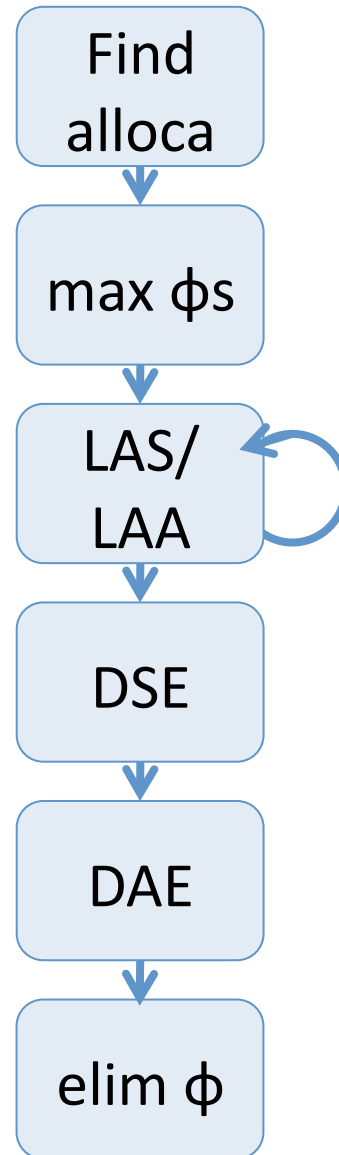 Find
alloca
max ϕs
LAS/
LAA
DSE
DAE
elim ϕ